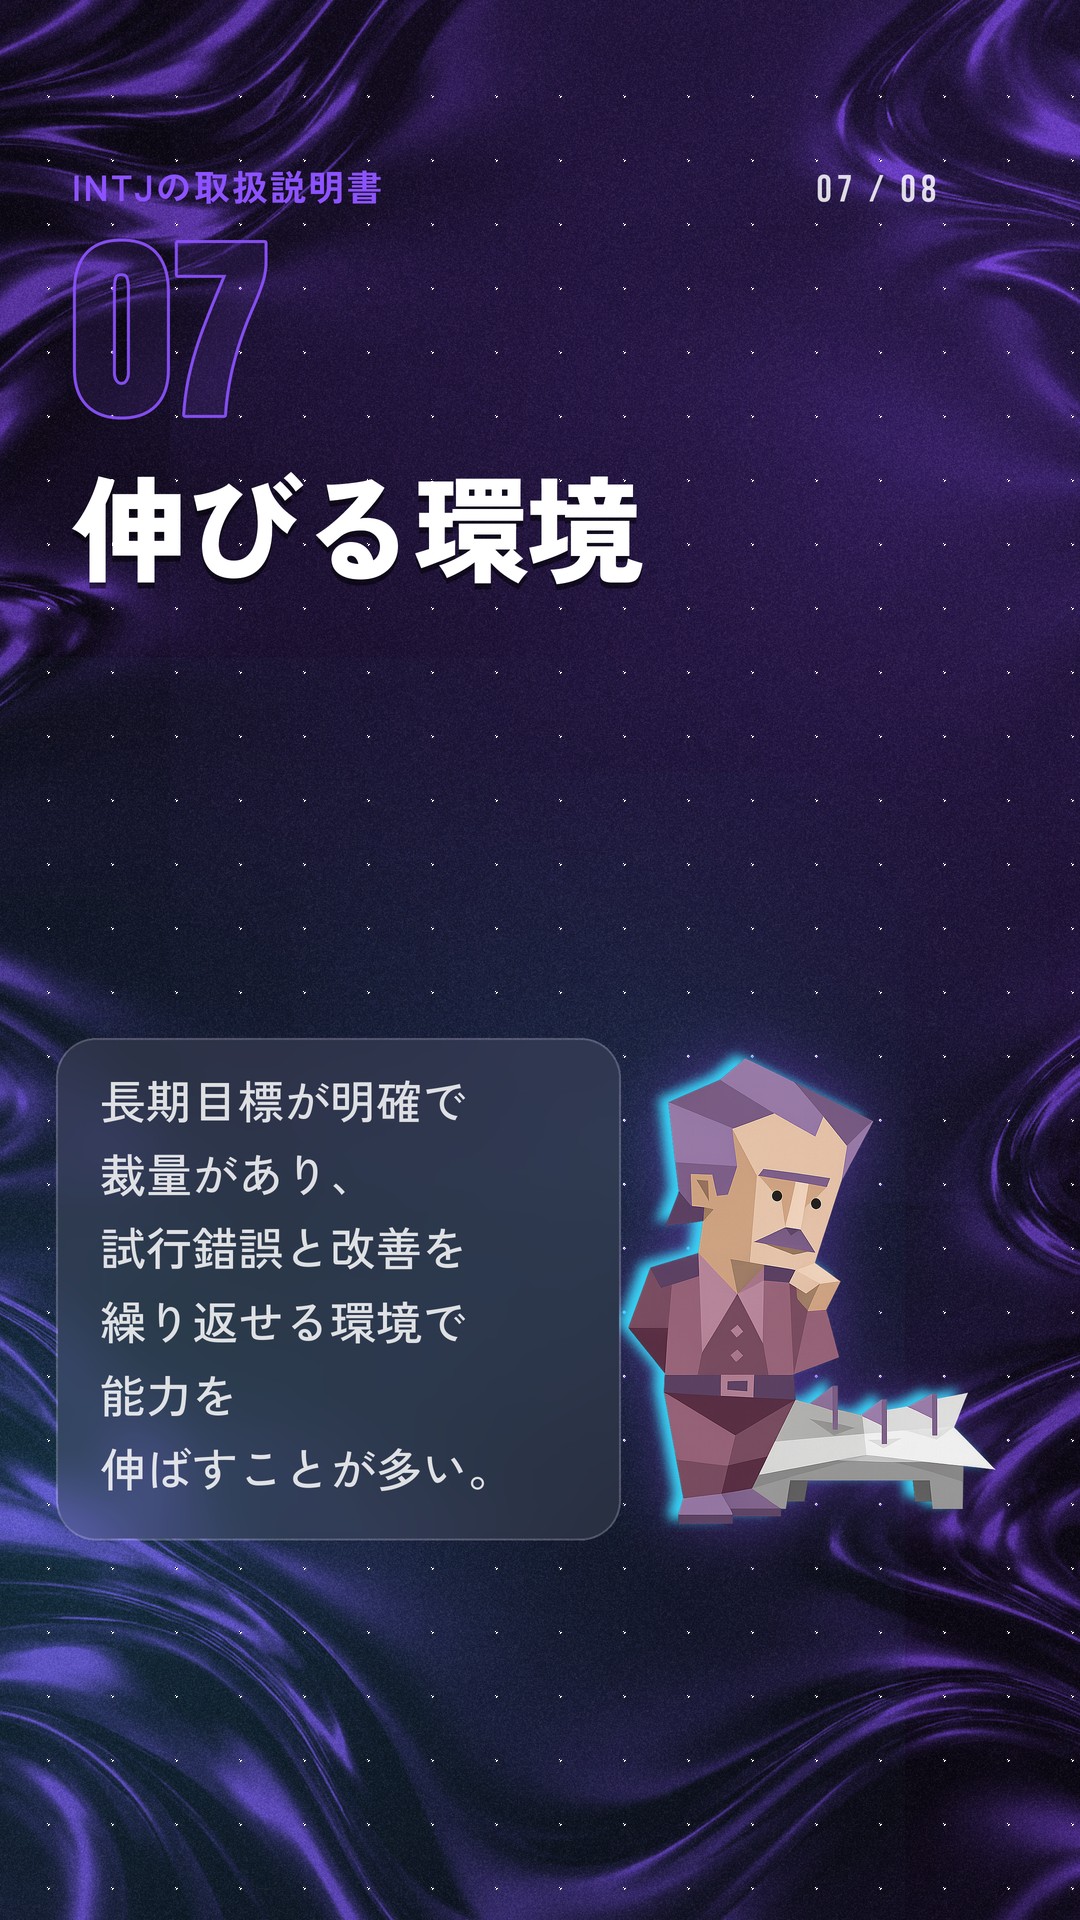 INTJの取扱説明書
07 / 08
07
伸びる環境
長期目標が明確で
裁量があり、
試行錯誤と改善を
繰り返せる環境で
能力を
伸ばすことが多い。